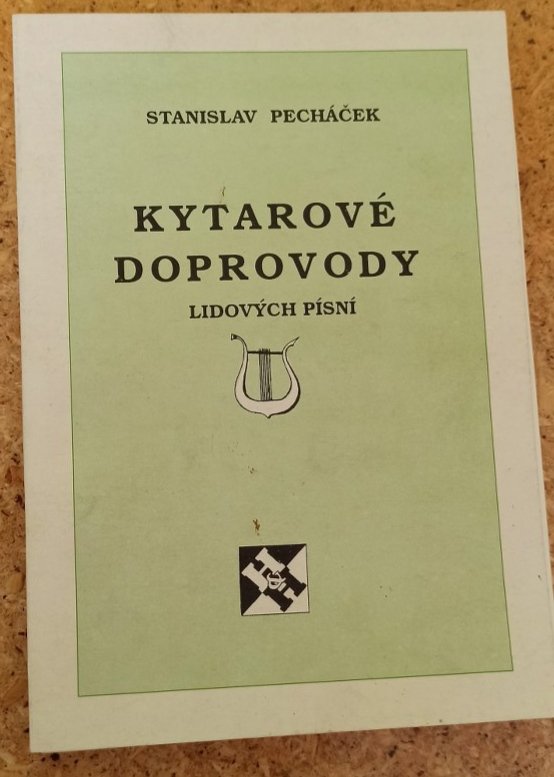 STANISLAV PECHÁČEK
KYTAROVÉ
DOPROVODY
LIDOVÝCH PÍSNÍ
H&H